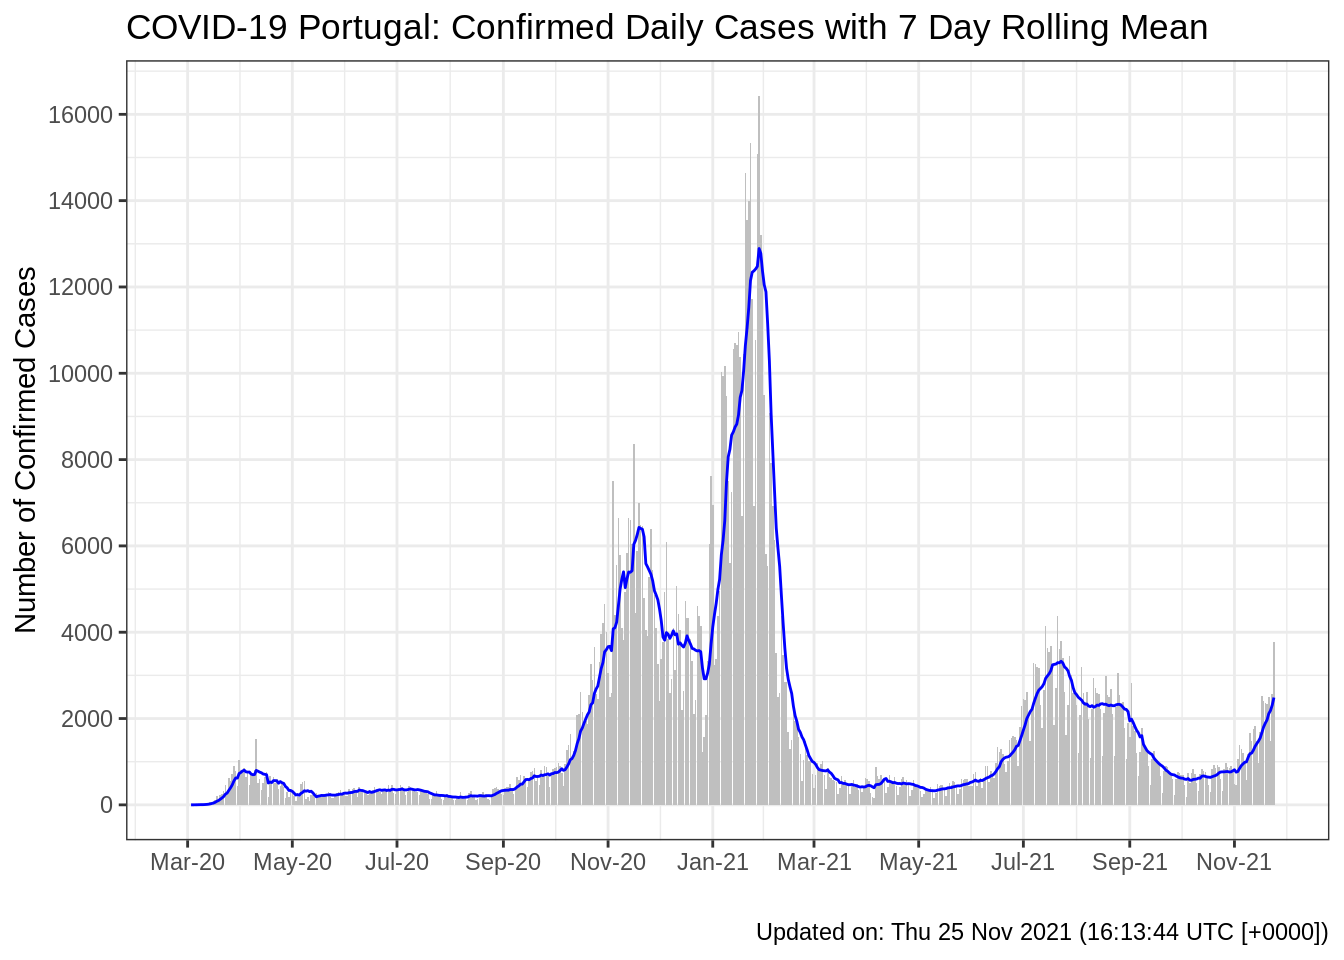 COVID-19 Portugal: Confirmed Daily Cases with 7 Day Rolling Mean
Number of Confirmed Cases
16000
14000
12000
10000
8000
6000
4000
2000
0
Mar-20 May-20 Jul-20 Sep-20 Nov-20 Jan-21 Mar-21 May-21 Jul-21 Sep-21 Nov-21
Updated on: Thu 25 Nov 2021 (16:13:44 UTC [+0000])